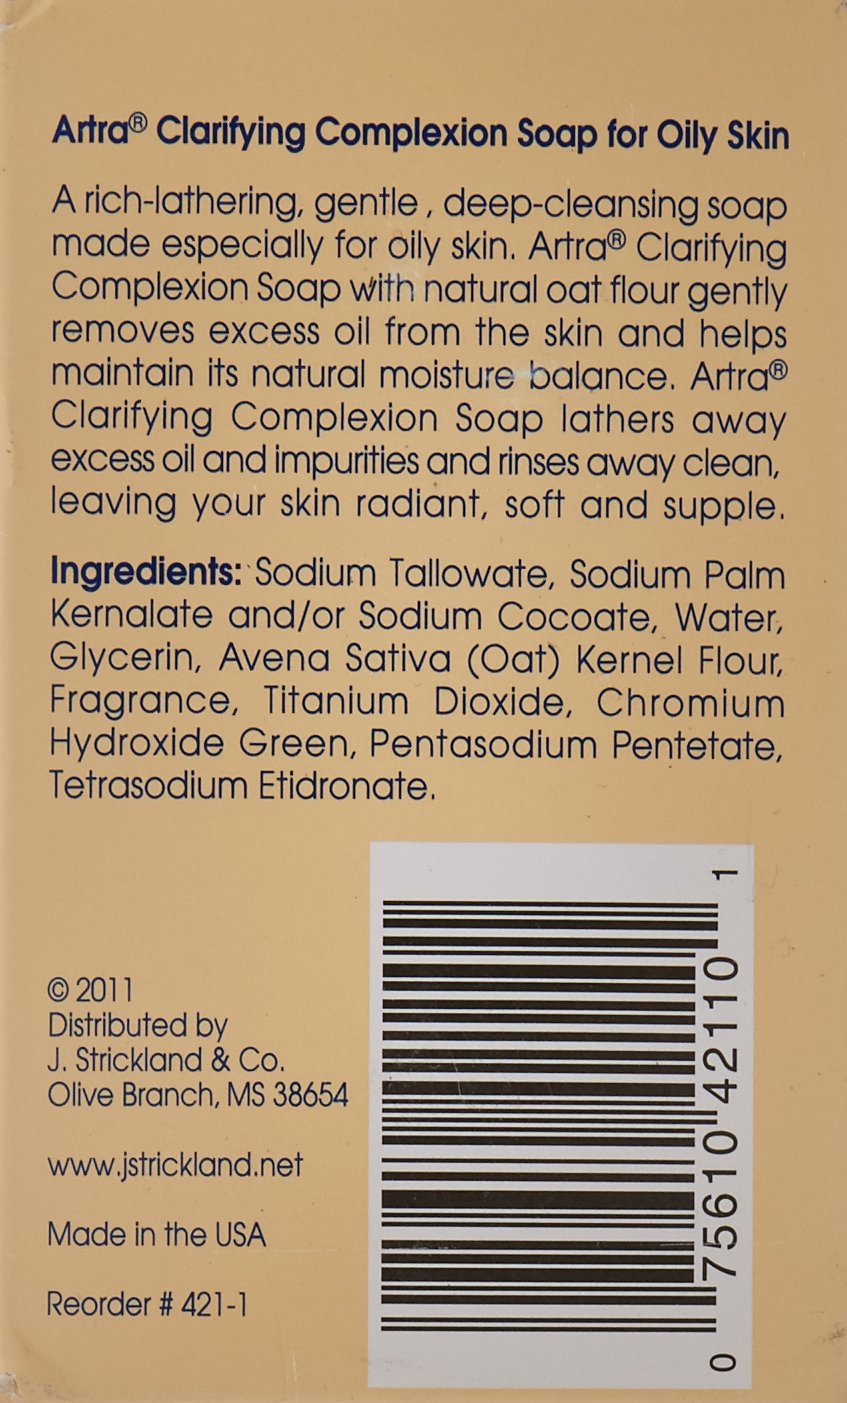 Artra® Clarifying Complexion Soap for Oily Skin
A rich-lathering, gentle , deep-cleansing soap
made especially for oily skin. Artra® Clarifying
Complexion Soap with natural oat flour gently
removes excess oil from the skin and helps
maintain its natural moisture balance. Artra®
Clarifying Complexion Soap lathers away
excess oil and impurities and rinses away clean,
leaving your skin radiant, soft and supple.
Ingredients: Sodium Tallowate, Sodium Palm
Kernalate and/or Sodium Cocoate, Water,
Glycerin, Avena Sativa (Oat) Kernel Flour,
Fragrance, Titanium Dioxide, Chromium
Hydroxide Green, Pentasodium Pentetate,
Tetrasodium Etidronate.
© 2011
Distributed by
J. Strickland & Co.
Olive Branch, MS 38654
www.jstrickland.net
Made in the USA
Reorder # 421-1
0 75610 42110 1